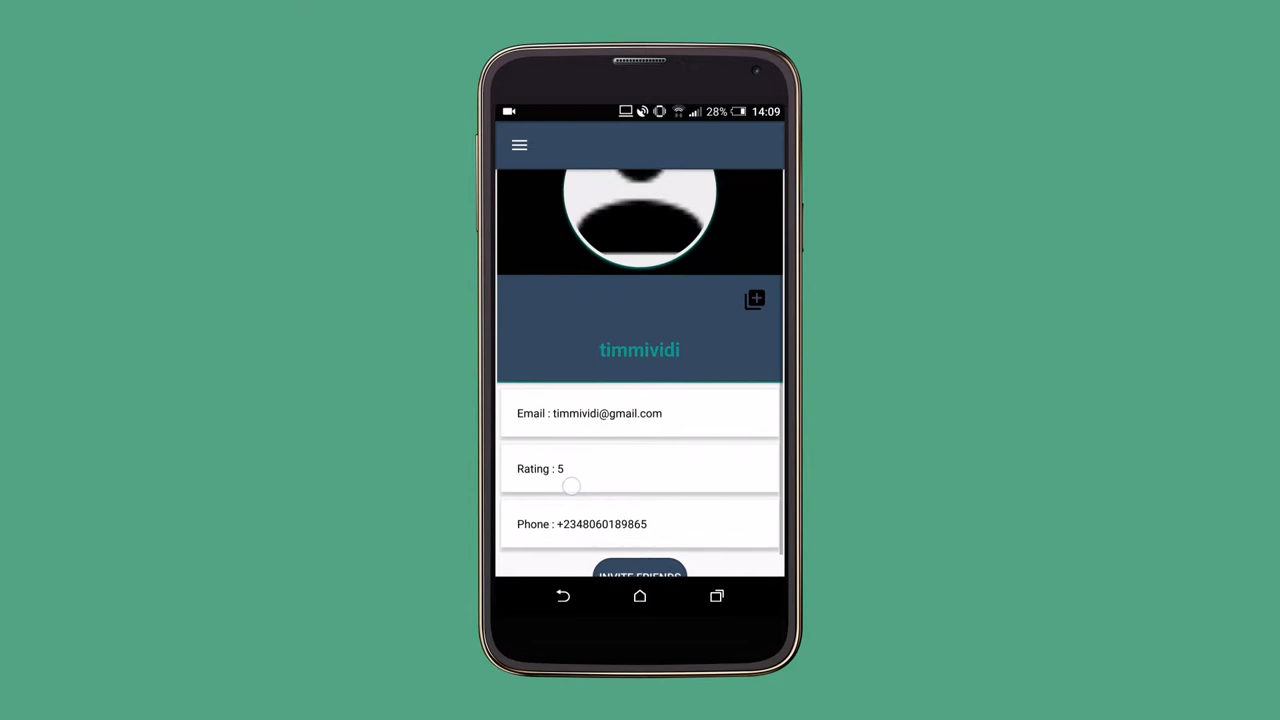 28% 14:09
timmividi
Email : timmividi@gmail.com
Rating : 5
Phone : +2348060189865
INVITE FRIENDS